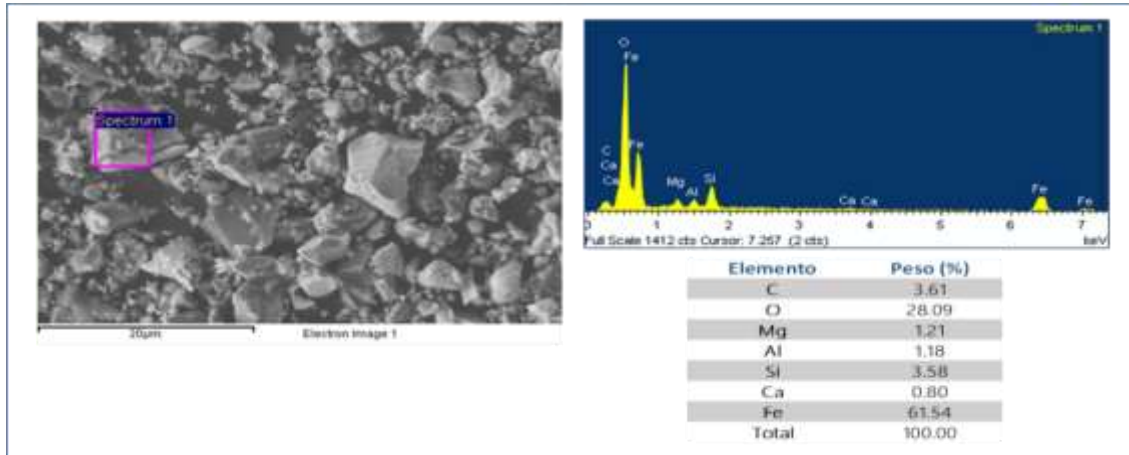 Spectrum 1
20µm
Electron Image 1
Spectrum 1
O
Fe
C
Ca
Ca
Fe
Mg
Al
Si
Ca
Ca
Fe
Fe
0 1 2 3 4 5 6 7
Full Scale 1412 cts Cursor: 7.257 (2 cts) keV
Elemento Peso (%)
C 3.61
O 28.09
Mg 1.21
Al 1.18
Si 3.58
Ca 0.80
Fe 61.54
Total 100.00